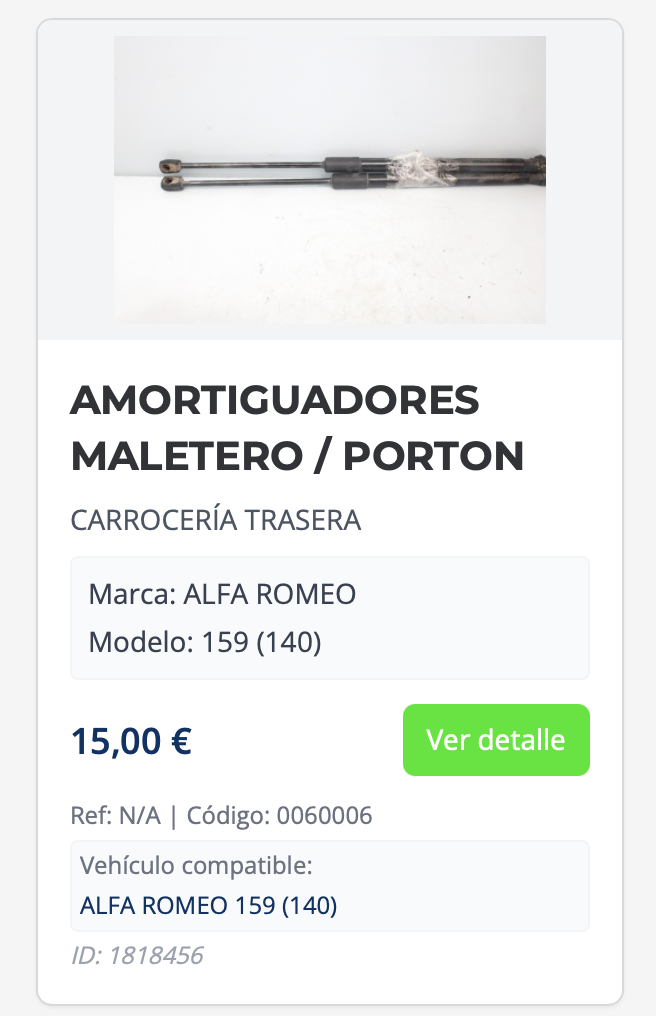 AMORTIGUADORES
MALETERO / PORTON
CARROCERÍA TRASERA
Marca: ALFA ROMEO
Modelo: 159 (140)
15,00 €
Ver detalle
Ref: N/A | Código: 0060006
Vehículo compatible:
ALFA ROMEO 159 (140)
ID: 1818456